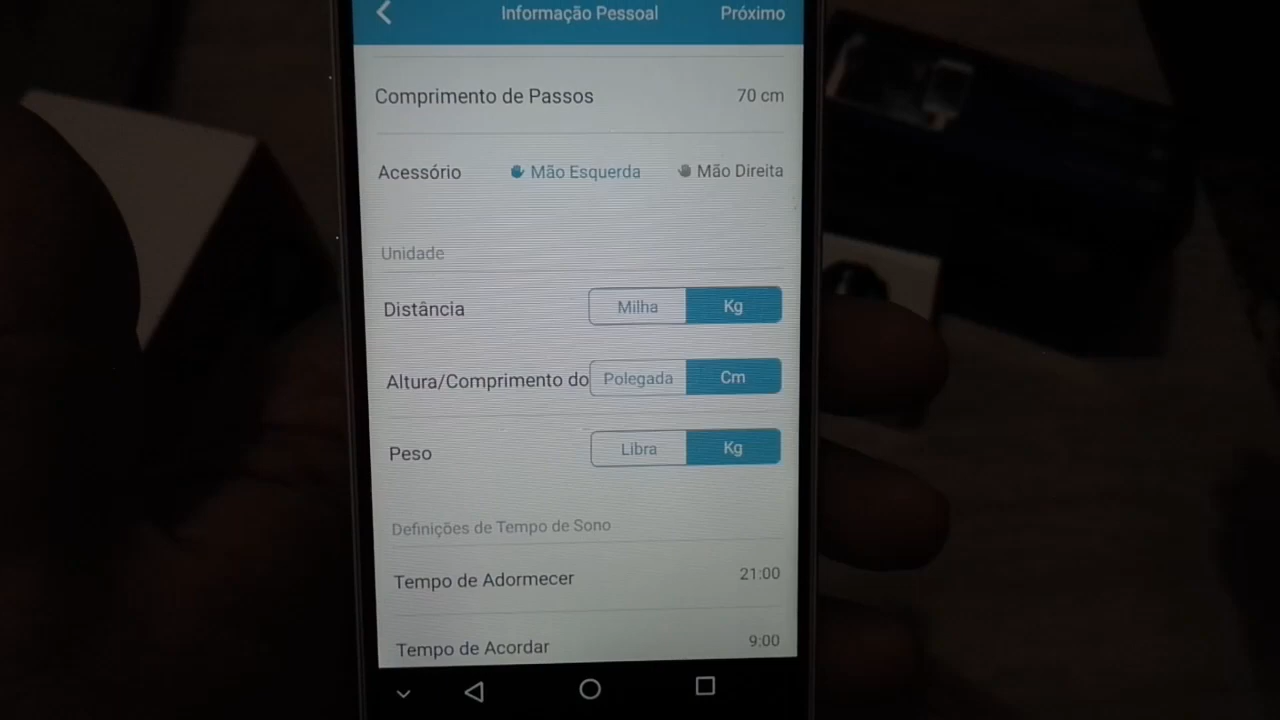 Informação Pessoal Próximo
Comprimento de Passos 70 cm
Acessório Mão Esquerda Mão Direita
Unidade
Distância Milha Kg
Altura/Comprimento do Polegada Cm
Peso Libra Kg
Definições de Tempo de Sono
Tempo de Adormecer 21:00
Tempo de Acordar 9:00